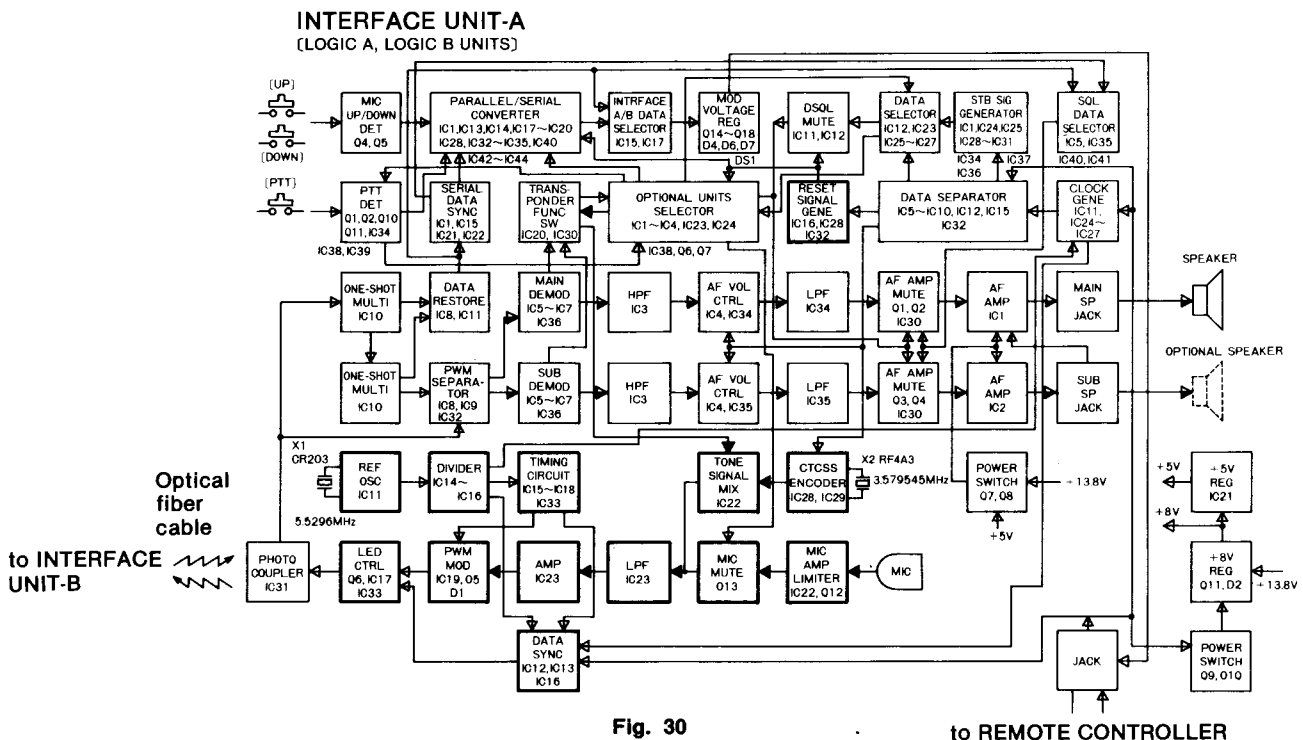 INTERFACE UNIT-A
(LOGIC A, LOGIC B UNITS)
[UP]
[DOWN]
[PTT]
MIC
UP/DOWN
DET
Q4, Q5
PARALLEL/SERIAL
CONVERTER
IC1, IC13, IC14, IC17~IC20
IC28, IC32~IC35, IC40
IC42~IC44
INTRFACE
A/B DATA
SELECTOR
IC15, IC17
MOD
VOLTAGE
REG
Q14~Q18
D4, D6, D7
DS1
DSQL
MUTE
IC11, IC12
DATA
SELECTOR
IC12, IC23
IC25~IC27
STB SIG
GENERATOR
IC1, IC24, IC25
IC28~IC31
IC34
IC37
IC36
SQL DATA
SELECTOR
IC5, IC35
IC40, IC41
PTT
DET
Q1, Q2, Q10
Q11, IC34
IC38, IC39
SERIAL
DATA
SYNC
IC1, IC15
IC21, IC22
TRANS-
PONDER
FUNC
SW
IC20, IC30
OPTIONAL UNITS
SELECTOR
IC1~IC4, IC23, IC24
IC38, Q6, Q7
RESET
SIGNAL
GENE
IC16, IC28
IC32
DATA SEPARATOR
IC5~IC10, IC12, IC15
IC32
CLOCK
GENE
IC11,
IC24~
IC27
ONE-SHOT
MULTI
IC10
DATA
RESTORE
IC8, IC11
MAIN
DEMOD
IC5~IC7
IC36
HPF
IC3
AF VOL
CTRL
IC4, IC34
LPF
IC34
AF AMP
MUTE
Q1, Q2
IC30
AF
AMP
IC1
MAIN
SP
JACK
SPEAKER
ONE-SHOT
MULTI
IC10
PWM
SEPARA-
TOR
IC8, IC9
IC32
SUB
DEMOD
IC5~IC7
IC36
HPF
IC3
AF VOL
CTRL
IC4, IC35
LPF
IC35
AF AMP
MUTE
Q3, Q4
IC30
AF
AMP
IC2
SUB
SP
JACK
OPTIONAL SPEAKER
X1
CR203
5.5296MHz
REF
OSC
IC11
DIVIDER
IC14~
IC16
TIMING
CIRCUIT
IC15~IC18
IC33
TONE
SIGNAL
MIX
IC22
CTCSS
ENCODER
IC28, IC29
X2 RF4A3
3.579545MHz
POWER
SWITCH
Q7, Q8
+13.8V
+5V
+5V
+5V
REG
IC21
+8V
+8V
REG
Q11, D2
+13.8V
Optical
fiber
cable
to INTERFACE
UNIT-B
PHOTO
COUPLER
IC31
LED
CTRL
Q6, IC17
IC33
PWM
MOD
IC19, Q5
D1
AMP
IC23
LPF
IC23
MIC
MUTE
Q13
MIC
AMP
LIMITER
IC22, Q12
MIC
DATA
SYNC
IC12, IC13
IC16
JACK
POWER
SWITCH
Q9, Q10
Fig. 30
to REMOTE CONTROLLER